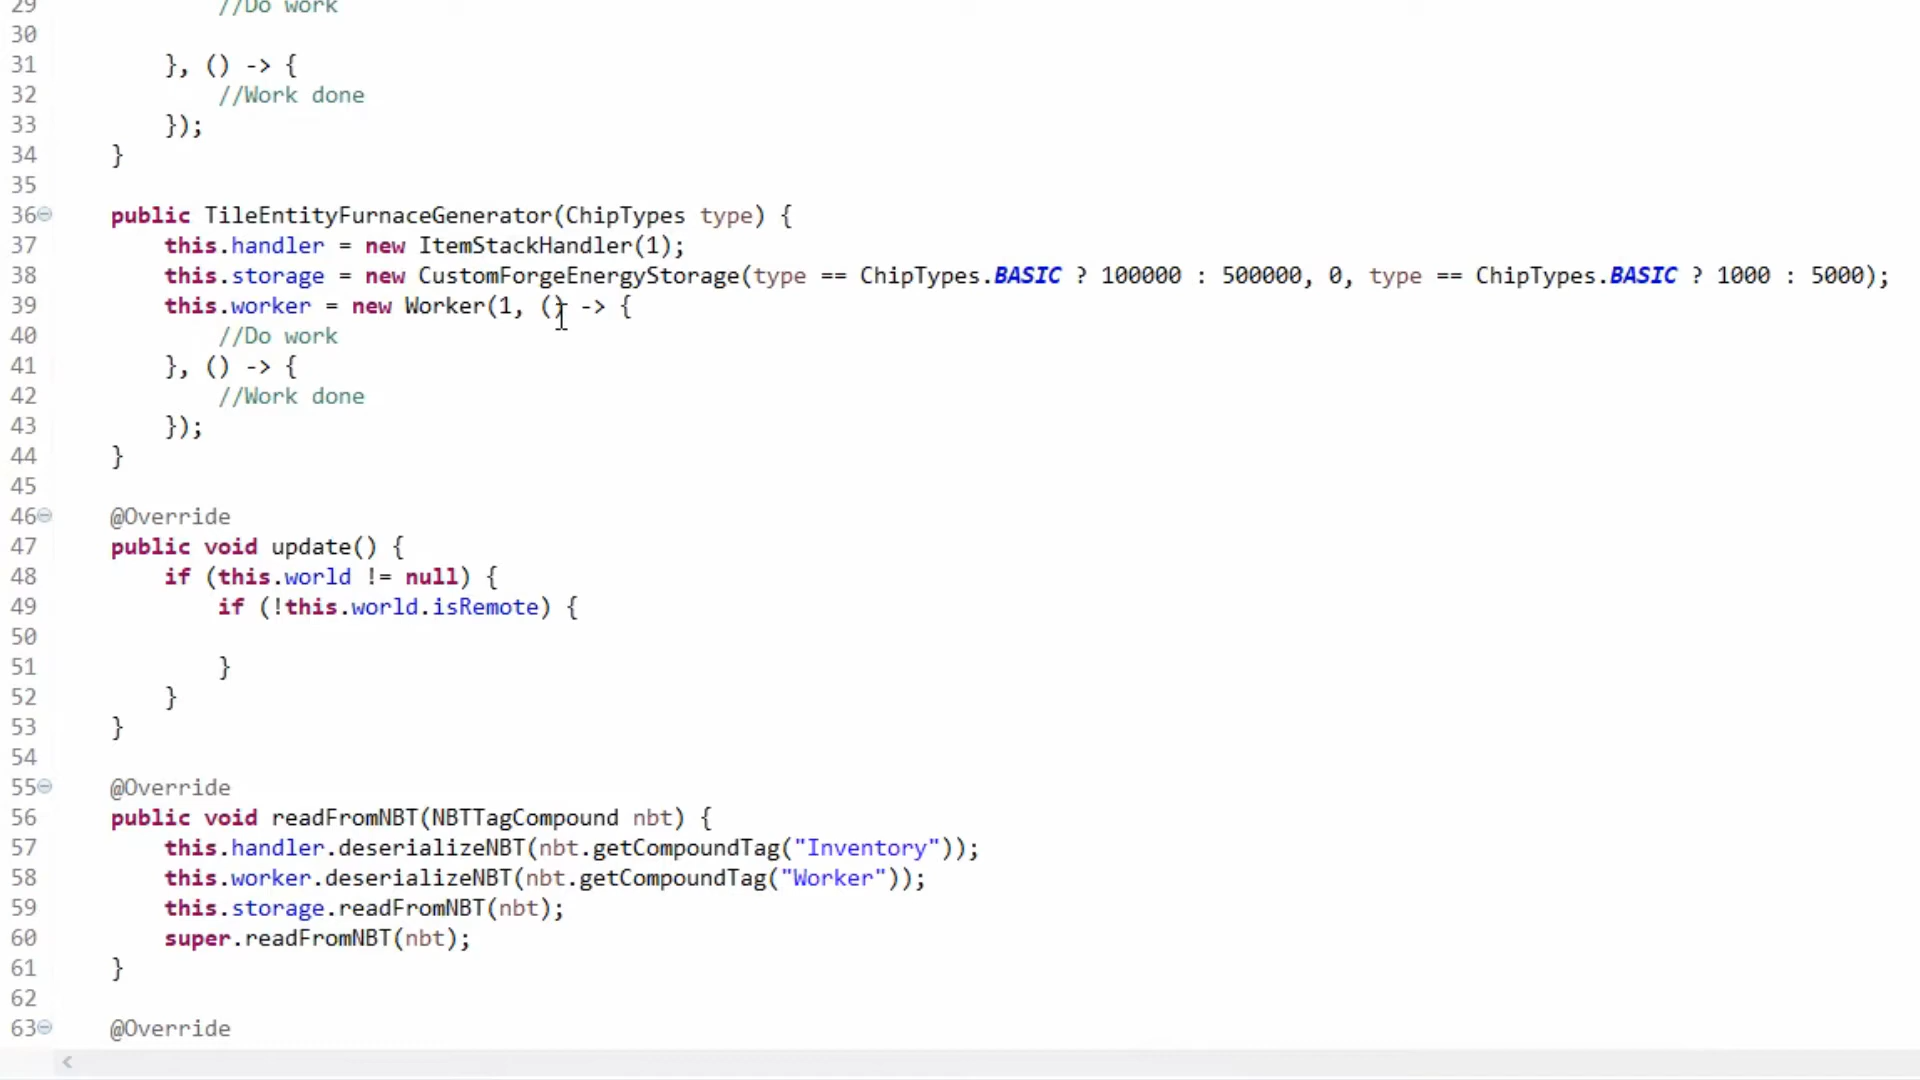 29 //Do work
30
31 }, () -> {
32 //Work done
33 });
34 }
35
36 public TileEntityFurnaceGenerator(ChipTypes type) {
37 this.handler = new ItemStackHandler(1);
38 this.storage = new CustomForgeEnergyStorage(type == ChipTypes.BASIC ? 100000 : 500000, 0, type == ChipTypes.BASIC ? 1000 : 5000);
39 this.worker = new Worker(1, () -> {
40 //Do work
41 }, () -> {
42 //Work done
43 });
44 }
45
46 @Override
47 public void update() {
48 if (this.world != null) {
49 if (!this.world.isRemote) {
50
51 }
52 }
53 }
54
55 @Override
56 public void readFromNBT(NBTTagCompound nbt) {
57 this.handler.deserializeNBT(nbt.getCompoundTag("Inventory"));
58 this.worker.deserializeNBT(nbt.getCompoundTag("Worker"));
59 this.storage.readFromNBT(nbt);
60 super.readFromNBT(nbt);
61 }
62
63 @Override